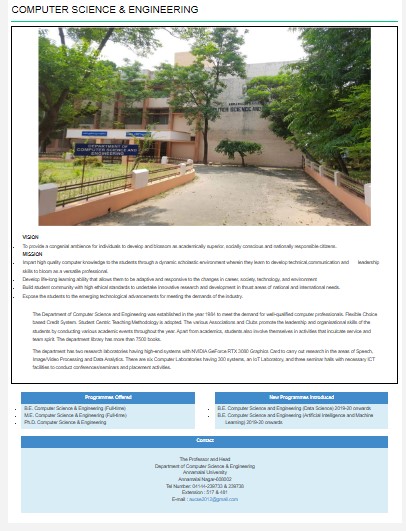 COMPUTER SCIENCE & ENGINEERING
DEPARTMENT OF
COMPUTER SCIENCE AND
ENGINEERING
VISION
To provide a congenial ambience for individuals to develop and blossom as academically superior, socially conscious and nationally responsible citizens.
MISSION
Impart high quality computer knowledge to the students through a dynamic scholastic environment wherein they learn to develop technical,communication and leadership
skills to bloom as a versatile professional.
Develop life-long learning ability that allows them to be adaptive and responsive to the changes in career, society, technology, and environment
Build student community with high ethical standards to undertake innovative research and development in thrust areas of national and international needs.
Expose the students to the emerging technological advancements for meeting the demands of the industry.
The Department of Computer Science and Engineering was established in the year 1984 to meet the demand for well-qualified computer professionals. Flexible Choice
based Credit System: Student Centric Teaching Methodology is adopted. The various Associations and Clubs promote the leadership and organisational skills of the
students by conducting various academic events throughout the year. Apart from academics, students also involve themselves in activities that inculcate service and
team spirit. The department library has more than 7500 books.
The department has two research laboratories having high-end systems with NVIDIA GeForce RTX 3080 Graphics Card to carry out research in the areas of Speech,
Image/Video Processing and Data Analytics. There are six Computer Laboratories having 300 systems, an IoT Laboratory, and three seminar halls with necessary ICT
facilities to conduct conferences/seminars and placement activities.
Programmes Offered
B.E. Computer Science & Engineering (Full-time)
M.E. Computer Science & Engineering (Full-time)
Ph.D. Computer Science & Engineering
New Programmes Introduced
B.E. Computer Science and Engineering (Data Science) 2019-20 onwards
B.E. Computer Science and Engineering (Artificial Intelligence and Machine
Learning) 2019-20 onwards
Contact
The Professor and Head
Department of Computer Science & Engineering
Annamalai University
Annamalai Nagar-608002
Tel Number: 04144-239733 & 239738
Extension : 517 & 481
E-mail :